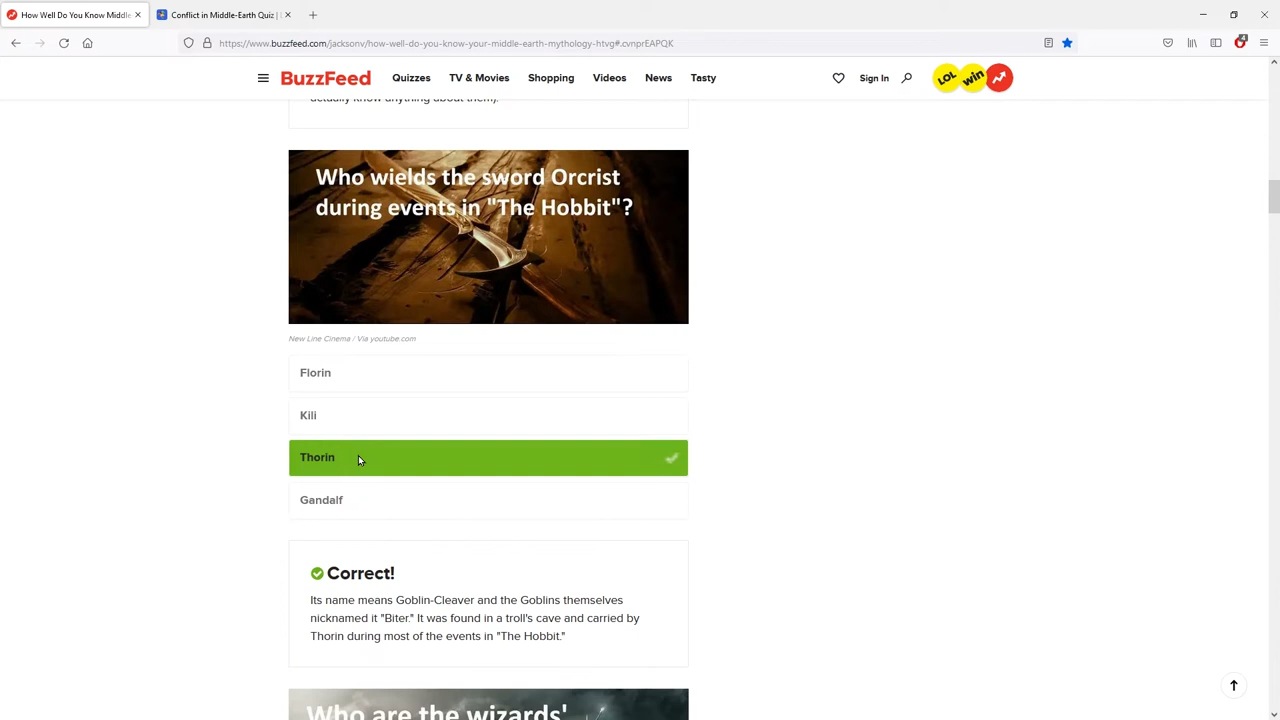 How Well Do You Know Middle
Conflict in Middle-Earth Quiz |
https://www.buzzfeed.com/jacksonv/how-well-do-you-know-your-middle-earth-mythology-htvg#.cvnprEAPQK
4
BuzzFeed
Quizzes
TV & Movies
Shopping
Videos
News
Tasty
Sign In
LOL
win
actually know anything about them).
Who wields the sword Orcrist
during events in "The Hobbit"?
New Line Cinema / Via youtube.com
Florin
Kili
Thorin
Gandalf
Correct!
Its name means Goblin-Cleaver and the Goblins themselves
nicknamed it "Biter." It was found in a troll's cave and carried by
Thorin during most of the events in "The Hobbit."
Who are the wizards'